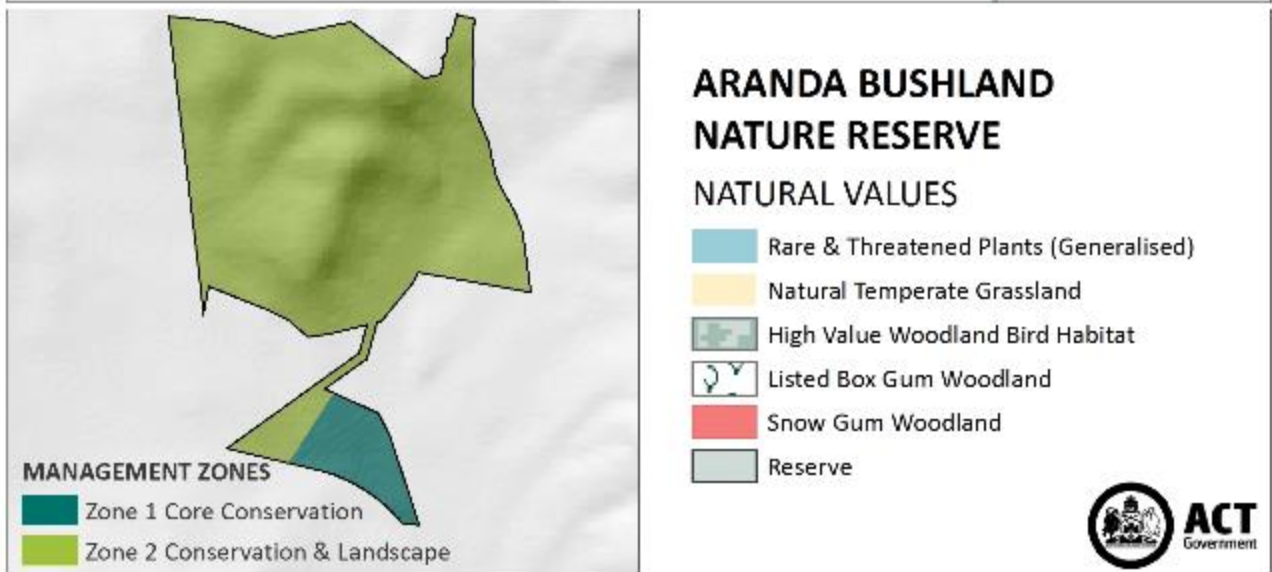 MANAGEMENT ZONES
Zone 1 Core Conservation
Zone 2 Conservation & Landscape
ARANDA BUSHLAND
NATURE RESERVE
NATURAL VALUES
Rare & Threatened Plants (Generalised)
Natural Temperate Grassland
High Value Woodland Bird Habitat
Listed Box Gum Woodland
Snow Gum Woodland
Reserve
ACT
Government